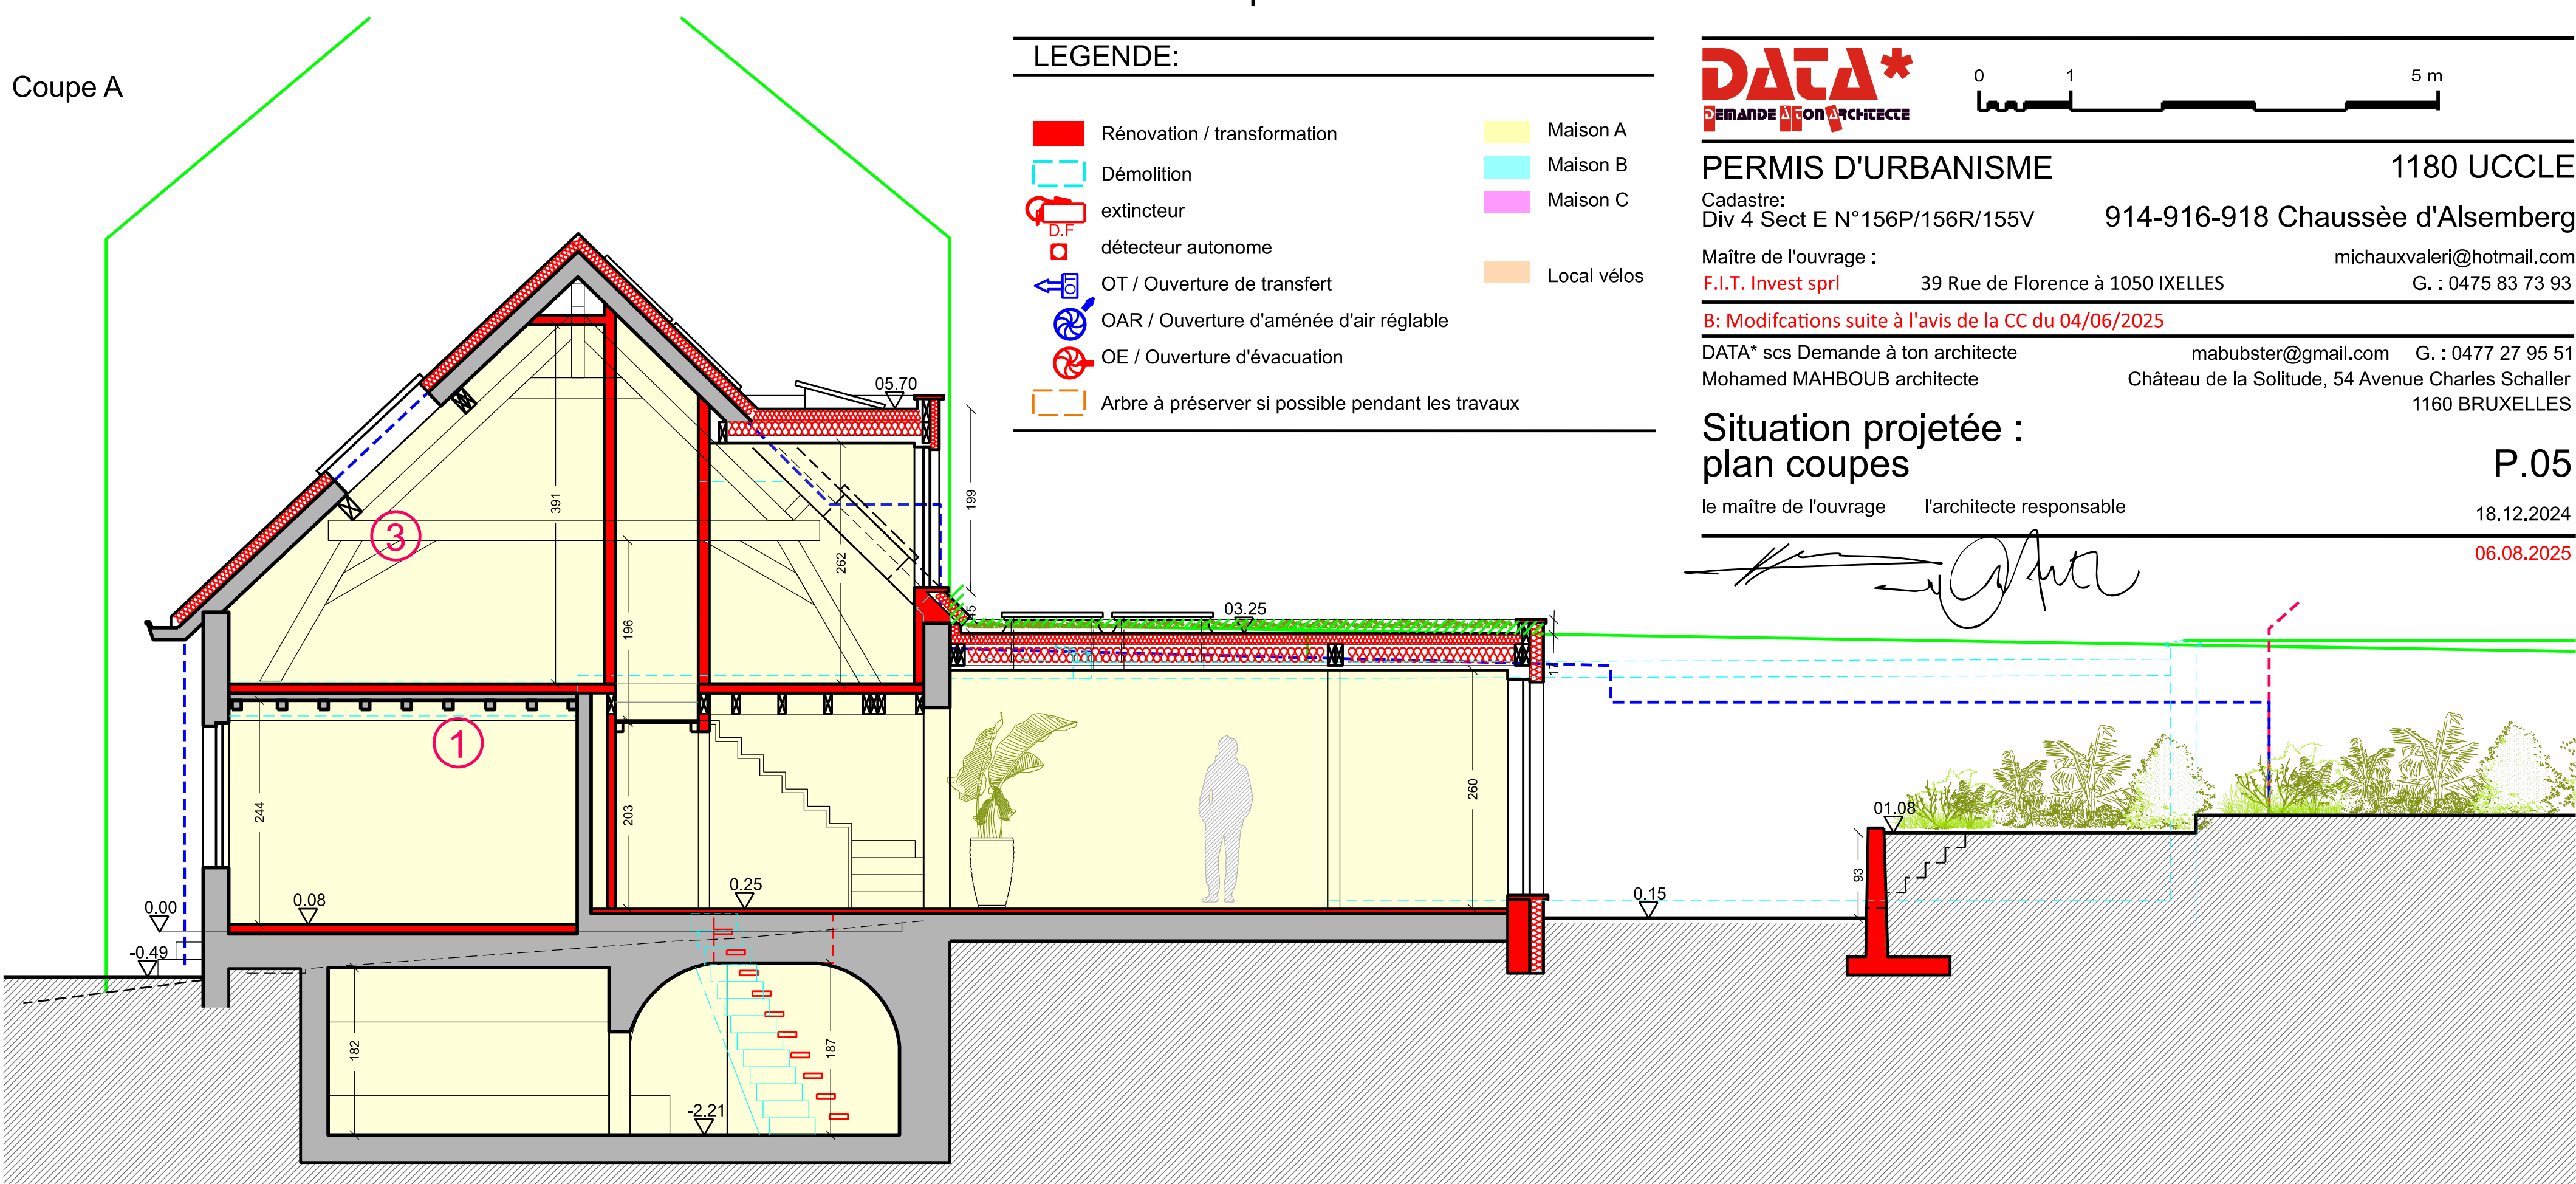 Coupe A
LEGENDE:
Rénovation / transformation
Démolition
extincteur
D.F
détecteur autonome
OT
OT / Ouverture de transfert
OAR / Ouverture d'aménée d'air réglable
OE / Ouverture d'évacuation
Arbre à préserver si possible pendant les travaux
Maison A
Maison B
Maison C
Local vélos
DATA*
DEMANDE À TON ARCHITECTE
0 1 5 m
PERMIS D'URBANISME 1180 UCCLE
Cadastre:
Div 4 Sect E N°156P/156R/155V 914-916-918 Chaussèe d'Alsemberg
Maître de l'ouvrage : michauxvaleri@hotmail.com
F.I.T. Invest sprl 39 Rue de Florence à 1050 IXELLES G. : 0475 83 73 93
B: Modifcations suite à l'avis de la CC du 04/06/2025
DATA* scs Demande à ton architecte mabubster@gmail.com G. : 0477 27 95 51
Mohamed MAHBOUB architecte Château de la Solitude, 54 Avenue Charles Schaller
1160 BRUXELLES
Situation projetée :
plan coupes P.05
le maître de l'ouvrage l'architecte responsable 18.12.2024
06.08.2025
05.70
199
391
262
3
196
03.25
1
244
203
260
01.08
93
0.00
0.08
0.25
0.15
-0.49
182
187
-2.21